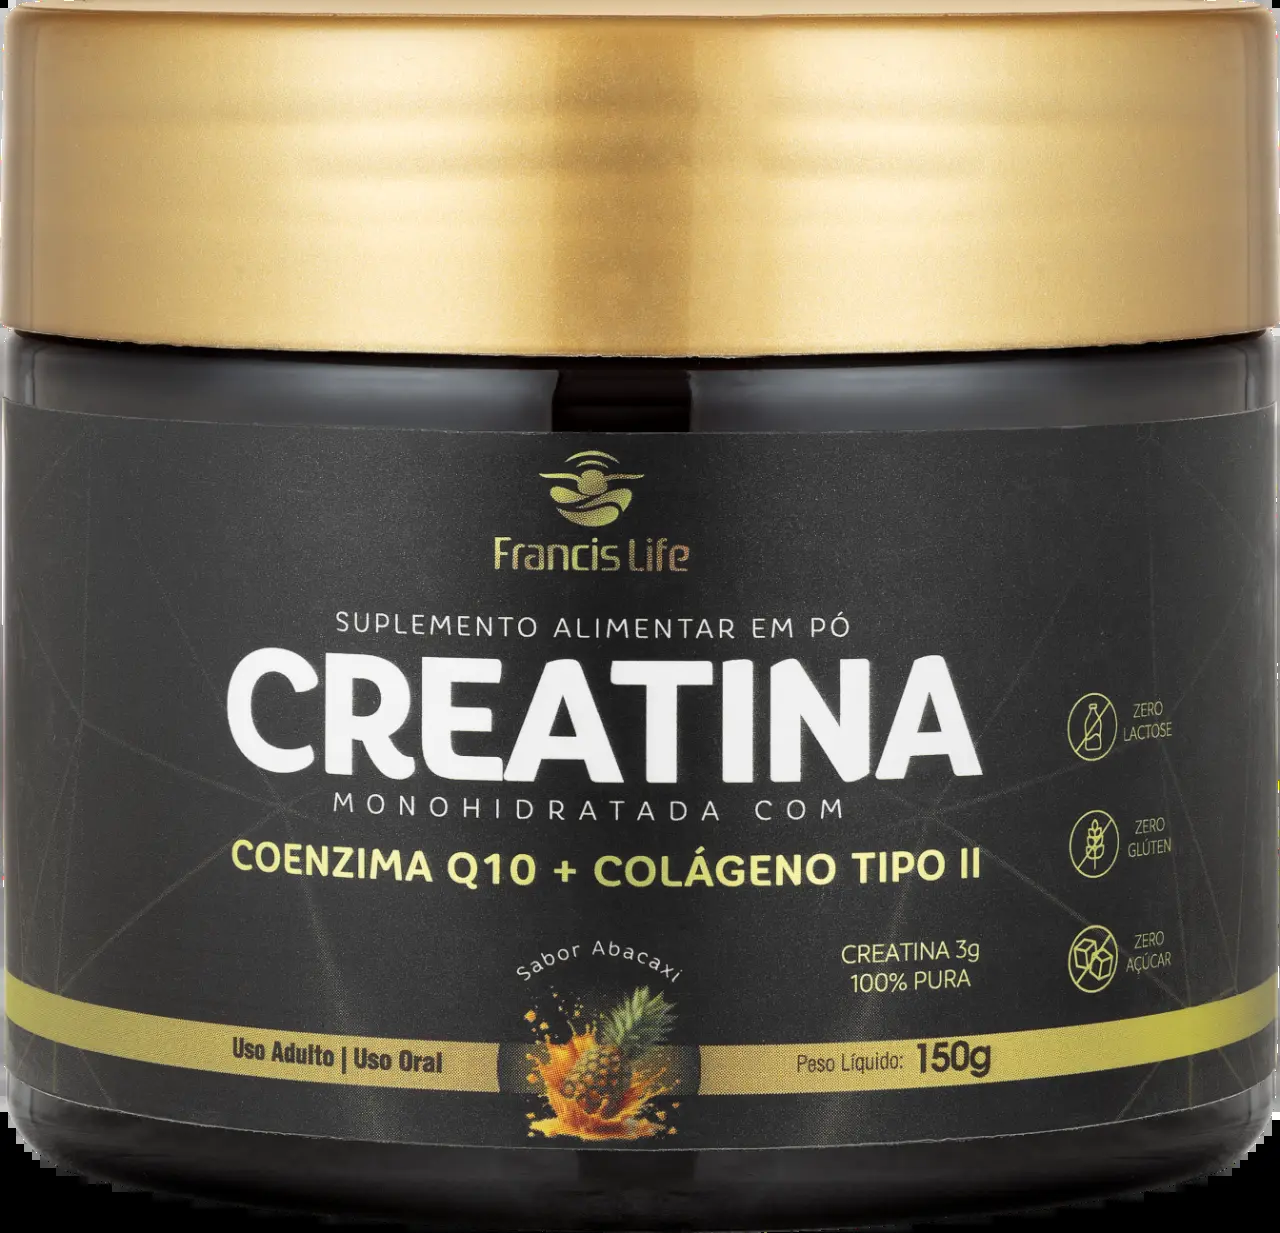 Francis Life
SUPLEMENTO ALIMENTAR EM PÓ
CREATINA
MONOHIDRATADA COM
COENZIMA Q10 + COLÁGENO TIPO II
ZERO
LACTOSE
ZERO
GLÚTEN
ZERO
AÇÚCAR
CREATINA 3g
100% PURA
Sabor Abacaxi
Uso Adulto | Uso Oral
Peso Líquido: 150g